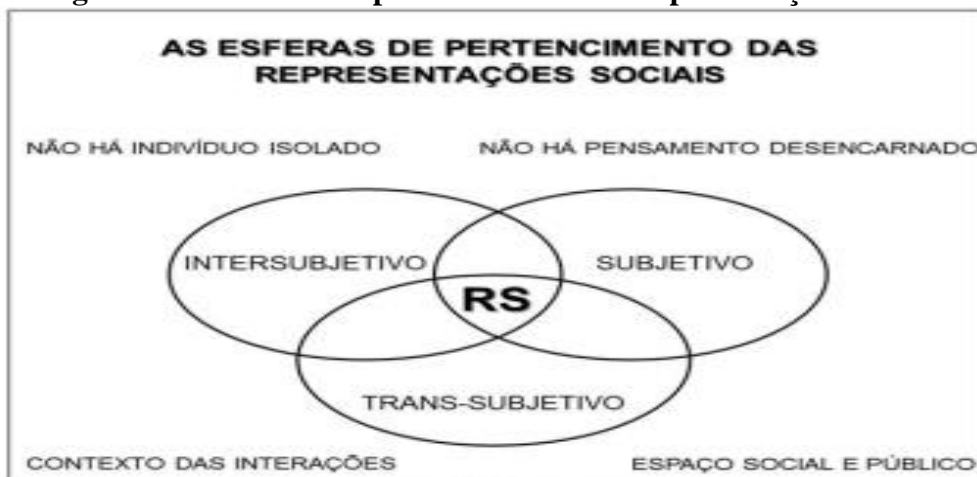 AS ESFERAS DE PERTENCIMENTO DAS
REPRESENTAÇÕES SOCIAIS
NÃO HÁ INDIVÍDUO ISOLADO
NÃO HÁ PENSAMENTO DESENCARNADO
INTERSUBJETIVO
SUBJETIVO
RS
TRANS-SUBJETIVO
CONTEXTO DAS INTERAÇÕES
ESPAÇO SOCIAL E PÚBLICO